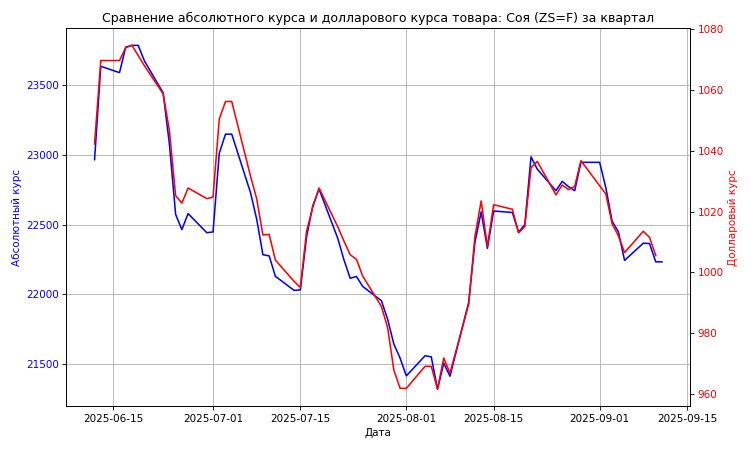 Сравнение абсолютного курса и долларового курса товара: Соя (ZS=F) за квартал
Абсолютный курс
23500
23000
22500
22000
21500
1080
1060
1040
1020
1000
980
960
Долларовый курс
2025-06-15 2025-07-01 2025-07-15 2025-08-01 2025-08-15 2025-09-01 2025-09-15
Дата